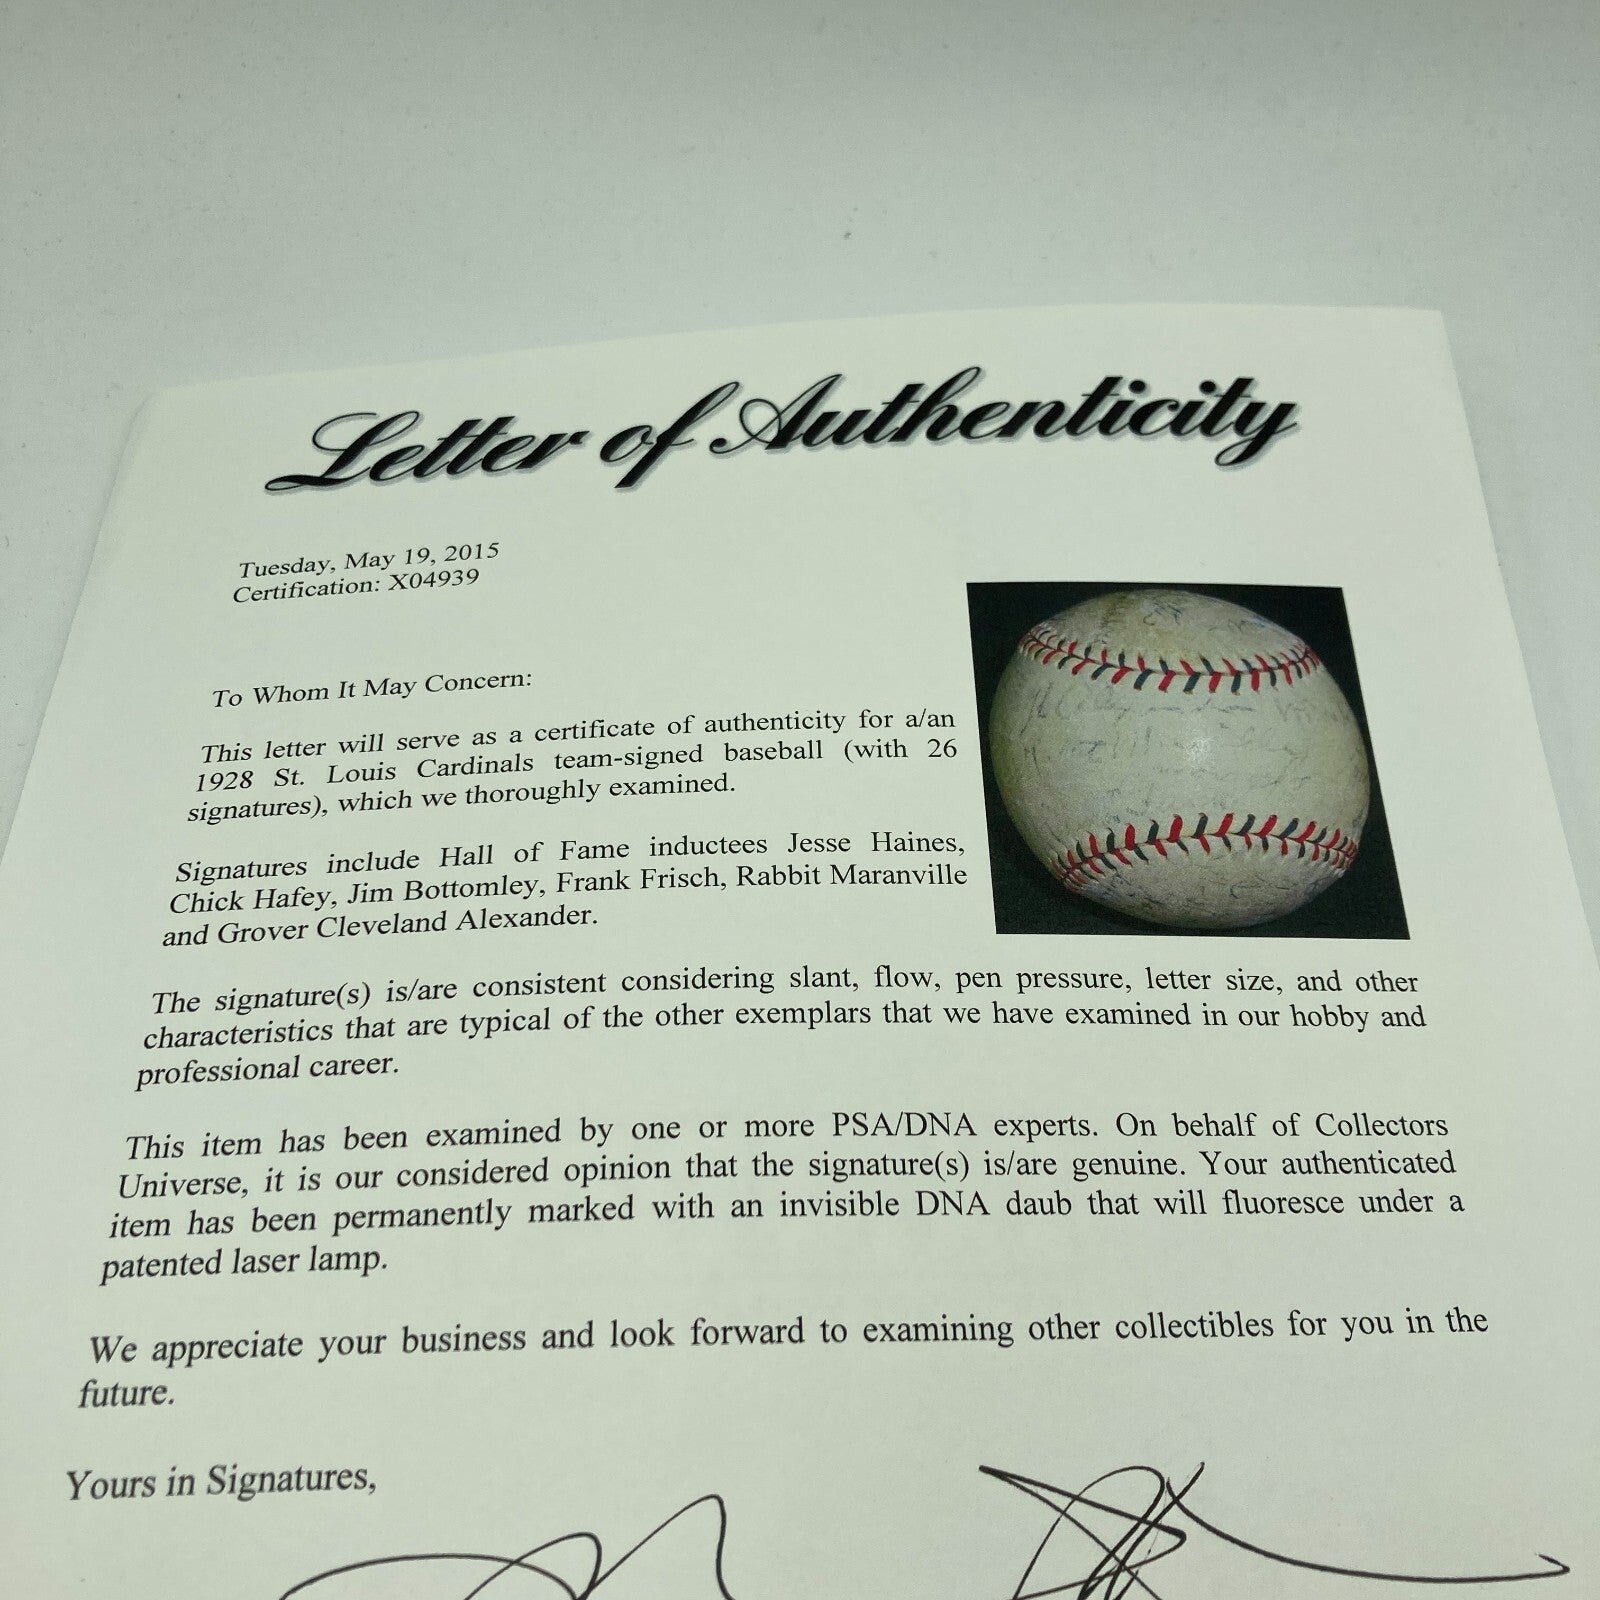 Letter of Authenticity
Tuesday, May 19, 2015
Certification: X04939
To Whom It May Concern:
This letter will serve as a certificate of authenticity for a/an
1928 St. Louis Cardinals team-signed baseball (with 26
signatures), which we thoroughly examined.
Signatures include Hall of Fame inductees Jesse Haines,
Chick Hafey, Jim Bottomley, Frank Frisch, Rabbit Maranville
and Grover Cleveland Alexander.
The signature(s) is/are consistent considering slant, flow, pen pressure, letter size, and other
characteristics that are typical of the other exemplars that we have examined in our hobby and
professional career.
This item has been examined by one or more PSA/DNA experts. On behalf of Collectors
Universe, it is our considered opinion that the signature(s) is/are genuine. Your authenticated
item has been permanently marked with an invisible DNA daub that will fluoresce under a
patented laser lamp.
We appreciate your business and look forward to examining other collectibles for you in the
future.
Yours in Signatures,